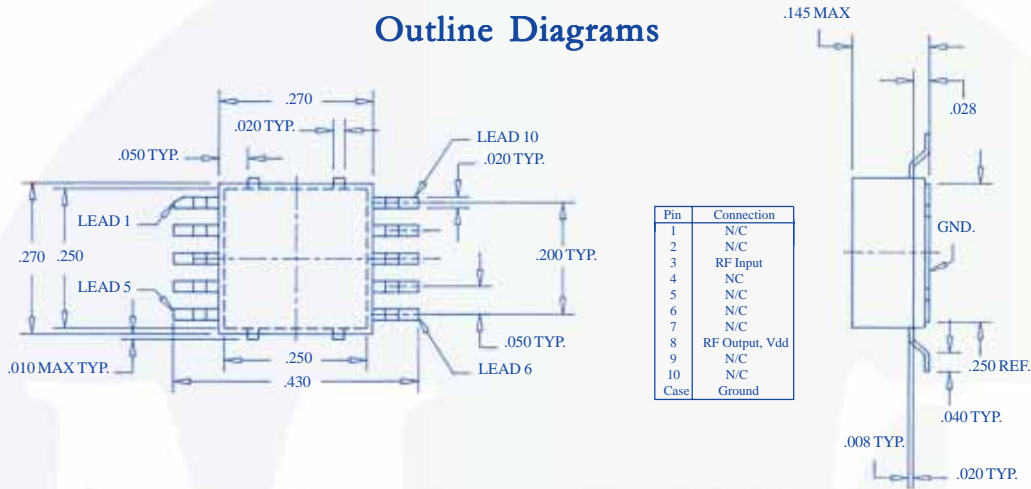 Outline Diagrams
.145 MAX
.028
.270
.020 TYP.
.050 TYP.
LEAD 10
.020 TYP.
LEAD 1
.270
.250
.200 TYP.
LEAD 5
.050 TYP.
.010 MAX TYP.
.250
LEAD 6
.430
Pin Connection
1 N/C
2 N/C
3 RF Input
4 NC
5 N/C
6 N/C
7 N/C
8 RF Output, Vdd
9 N/C
10 N/C
Case Ground
GND.
.250 REF.
.040 TYP.
.008 TYP.
.020 TYP.